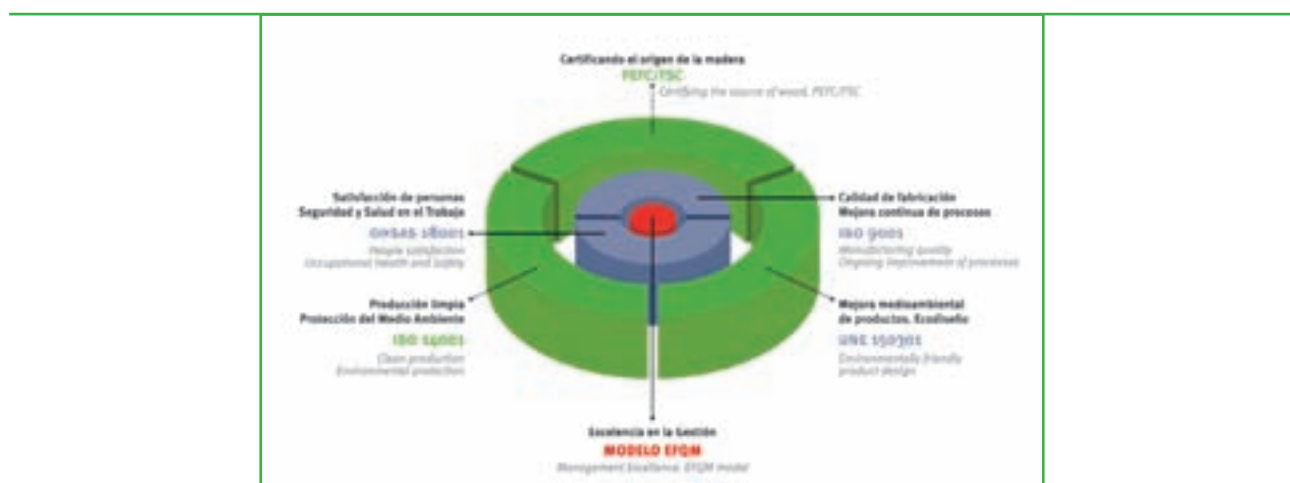 Certificando el origen de la madera
PEFC/FSC
Certifying the source of wood. PEFC/FSC
Satisfacción de personas
Seguridad y Salud en el Trabajo
OHSAS 18001
People satisfaction
Occupational health and safety
Calidad de fabricación
Mejora continua de procesos
ISO 9001
Manufacturing quality
Ongoing improvement of processes
Producción limpia
Protección del Medio Ambiente
ISO 14001
Clean production
Environmental protection
Mejora medioambiental
de productos. Ecodiseño
UNE 150301
Environmentally friendly
product design
Excelencia en la Gestión
MODELO EFQM
Management Excellence. EFQM model